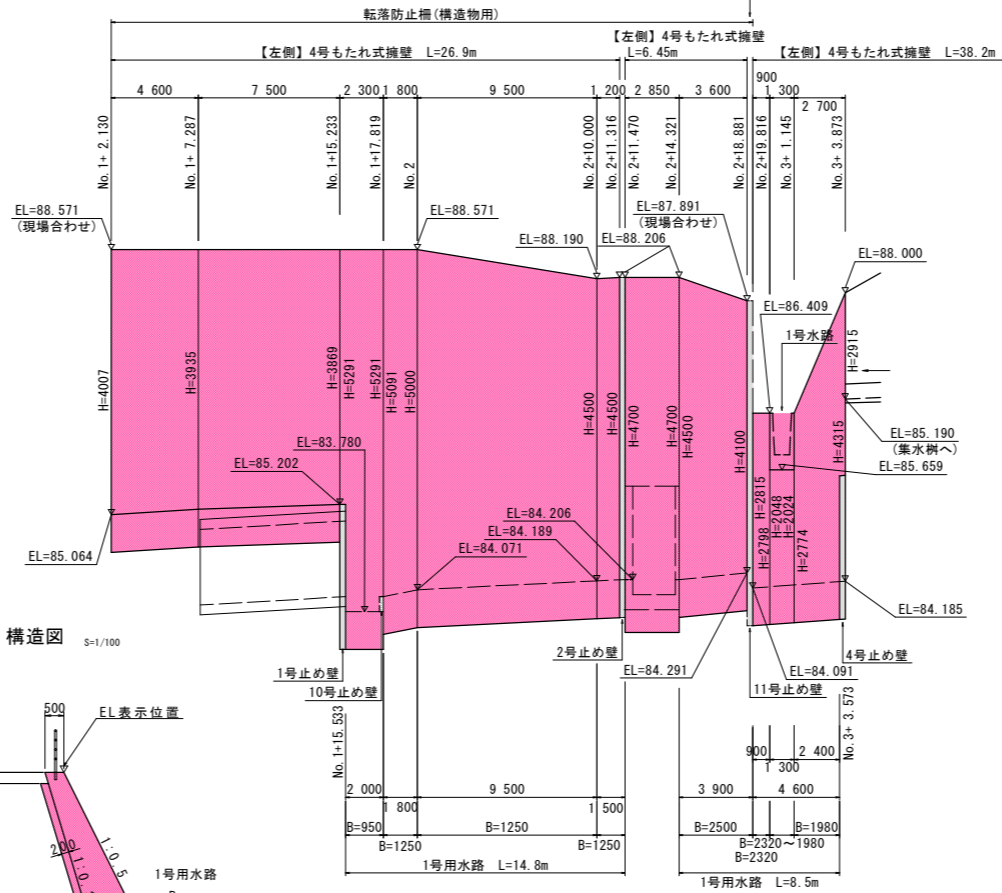 転落防止柵(構造物用)
【左側】4号もたれ式擁壁 L=26.9m
【左側】4号もたれ式擁壁
L=6.45m
【左側】4号もたれ式擁壁 L=38.2m
4 600
7 500
2 300
1 800
9 500
1 200
2 850
3 600
900
1 300
2 700
No.1+ 2.130
No.1+ 7.287
No.1+15.233
No.1+17.819
No.2
No.2+10.000
No.2+11.316
No.2+11.470
No.2+14.321
No.2+18.881
No.2+19.816
No.3+ 1.145
No.3+ 3.873
EL=88.571
(現場合わせ)
EL=88.571
EL=88.190
EL=88.206
EL=87.891
(現場合わせ)
EL=88.000
EL=86.409
1号水路
H=4007
H=3935
H=3869
H=5291
H=5291
H=5091
H=5000
H=4500
H=4500
H=4700
H=4700
H=4500
H=4100
H=2815
H=2798
H=2048
H=2024
H=2774
H=4315
H=2915
EL=85.190
(集水桝へ)
EL=85.659
EL=83.780
EL=85.202
EL=85.064
EL=84.206
EL=84.189
EL=84.071
EL=84.185
EL=84.091
EL=84.291
構造図 S=1/100
1号止め壁
10号止め壁
2号止め壁
11号止め壁
4号止め壁
No.1+15.533
No.3+ 3.573
2 000
1 800
9 500
1 500
3 900
900
1 300
2 400
4 600
B=950
B=1250
B=1250
B=1250
B=2500
B=2320～1980
B=2320
B=1980
1号用水路 L=14.8m
1号用水路 L=8.5m
500
EL表示位置
200
1:0.5
1号用水路